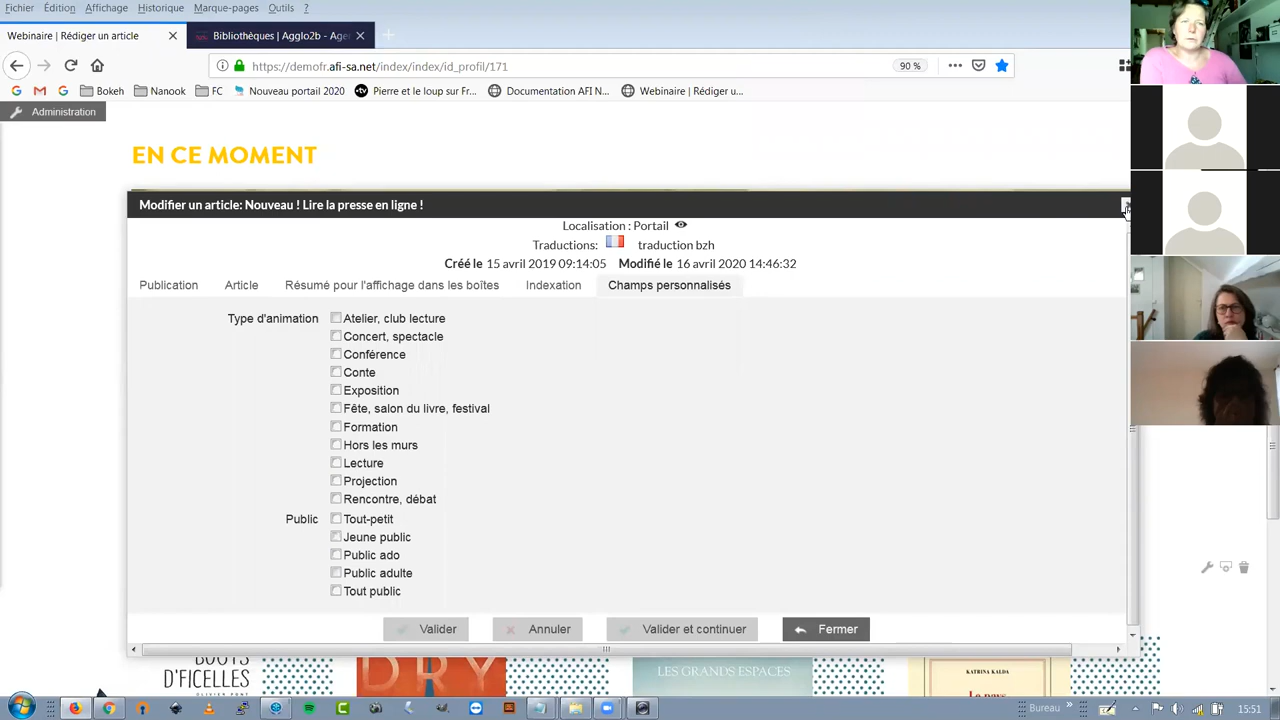 Fichier Édition Affichage Historique Marque-pages Outils ?
Webinaire | Rédiger un article
Bibliothèques | Agglo2b - Age
https://demofr.afi-sa.net/index/index/id_profil/171
90 %
Bokeh Nanook FC Nouveau portail 2020 Pierre et le loup sur Fr... Documentation AFI N... Webinaire | Rédiger u...
Administration
EN CE MOMENT
Modifier un article: Nouveau ! Lire la presse en ligne !
Localisation : Portail
Traductions: traduction bzh
Créé le 15 avril 2019 09:14:05 Modifié le 16 avril 2020 14:46:32
Publication Article Résumé pour l'affichage dans les boîtes Indexation Champs personnalisés
Type d'animation Atelier, club lecture
Concert, spectacle
Conférence
Conte
Exposition
Fête, salon du livre, festival
Formation
Hors les murs
Lecture
Projection
Rencontre, débat
Public Tout-petit
Jeune public
Public ado
Public adulte
Tout public
Valider Annuler Valider et continuer Fermer
BOUTS
D'FICELLES
OLIVIER PONT
DRY
LES GRANDS ESPACES
KATRINA KALDA
Le pays
Bureau
15:51